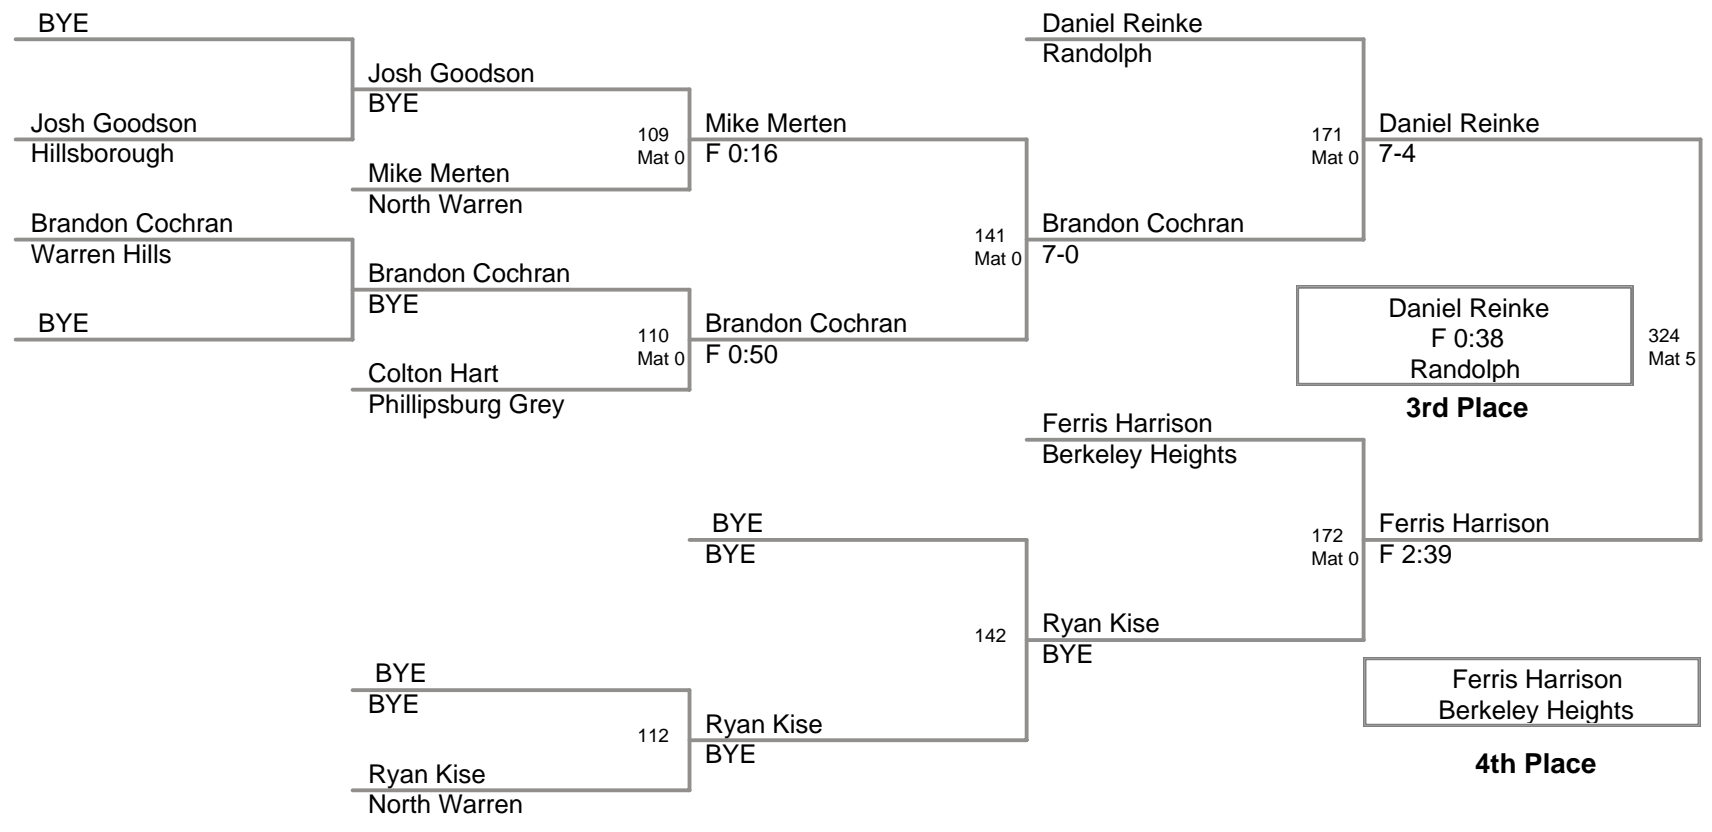 BYE
Josh Goodson
Hillsborough
Brandon Cochran
Warren Hills
BYE
Josh Goodson
BYE
109
Mat 0
Mike Merten
North Warren
Brandon Cochran
BYE
110
Mat 0
Colton Hart
Phillipsburg Grey
BYE
BYE
112
Ryan Kise
North Warren
Mike Merten
F 0:16
141
Mat 0
Brandon Cochran
F 0:50
BYE
BYE
142
Ryan Kise
BYE
Daniel Reinke
Randolph
171
Mat 0
Brandon Cochran
7-0
Ferris Harrison
Berkeley Heights
172
Mat 0
Ryan Kise
BYE
Daniel Reinke
7-4
Daniel Reinke
F 0:38
Randolph
3rd Place
324
Mat 5
Ferris Harrison
F 2:39
Ferris Harrison
Berkeley Heights
4th Place